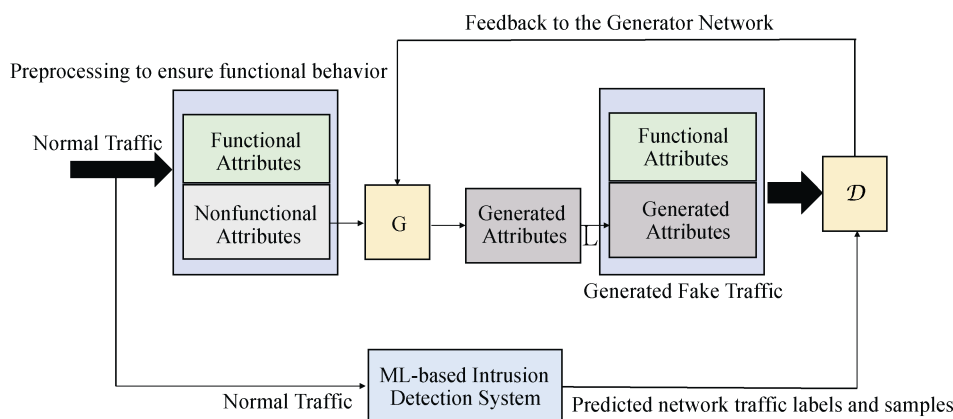 Feedback to the Generator Network
Preprocessing to ensure functional behavior
Normal Traffic
Functional
Attributes
Nonfunctional
Attributes
G
Generated
Attributes
L
Functional
Attributes
Generated
Attributes
𝒟
Generated Fake Traffic
ML-based Intrusion
Detection System
Normal Traffic
Predicted network traffic labels and samples